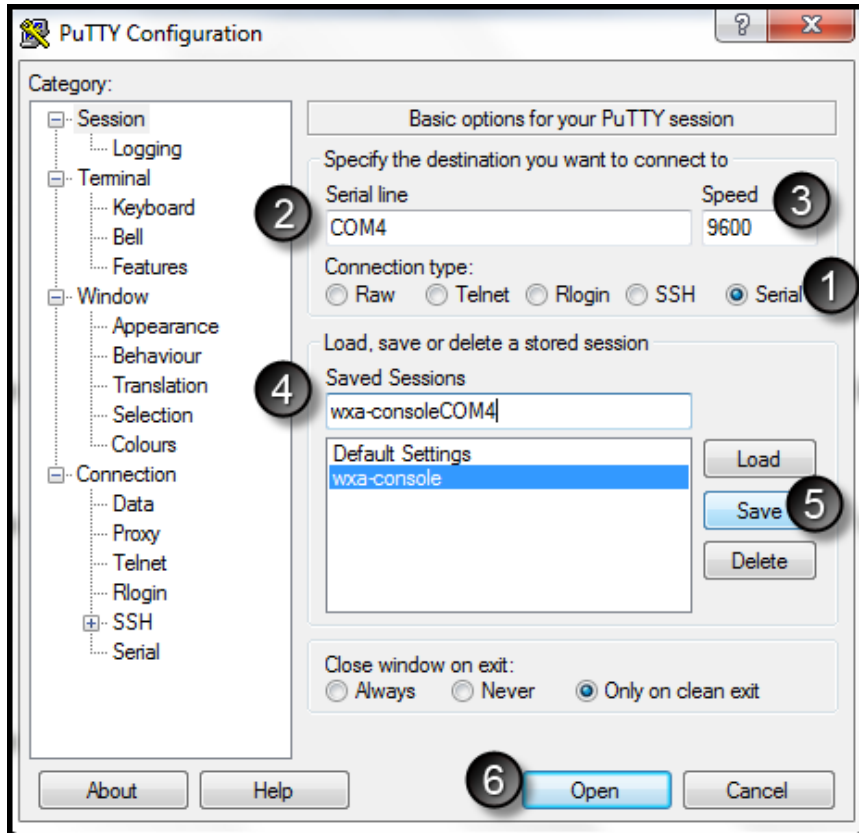 PuTTY Configuration
?
X
Category:
Session
Logging
Terminal
Keyboard
Bell
Features
Window
Appearance
Behaviour
Translation
Selection
Colours
Connection
Data
Proxy
Telnet
Rlogin
SSH
Serial
Basic options for your PuTTY session
Specify the destination you want to connect to
Serial line Speed
2 COM4 9600 3
Connection type:
Raw Telnet Rlogin SSH Serial 1
Load, save or delete a stored session
Saved Sessions
4 wxa-consoleCOM4
Default Settings
wxa-console
Load
Save 5
Delete
Close window on exit:
Always Never Only on clean exit
About Help 6 Open Cancel